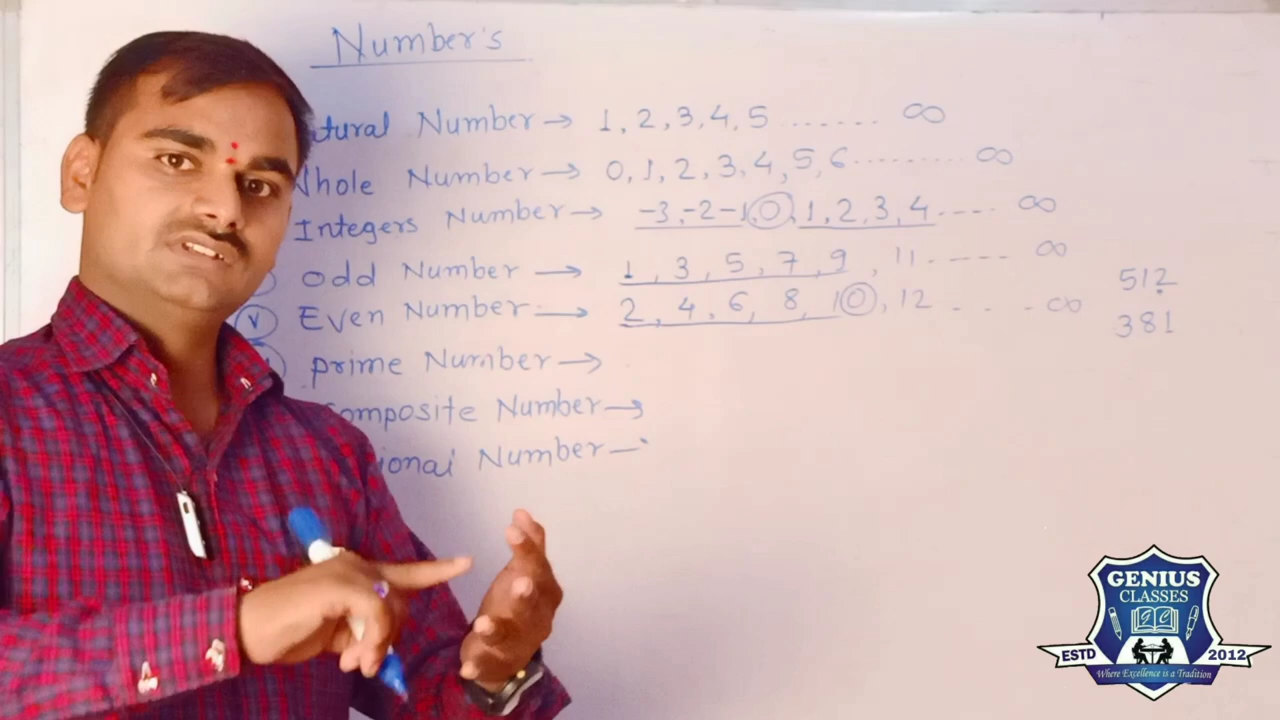 Number's
atural Number → 1, 2, 3, 4, 5 ....... ∞
Whole Number → 0, 1, 2, 3, 4, 5, 6 ......... ∞
Integers Number → -3, -2 -1, 0, 1, 2, 3, 4 .---- ∞
odd Number → 1, 3, 5, 7, 9, 11 ------ ∞
V Even Number → 2, 4, 6, 8, 10, 12 - - - ∞
512
381
prime Number →
Composite Number →
ional Number →
GENIUS
CLASSES
GC
ESTD 2012
Where Excellence is a Tradition